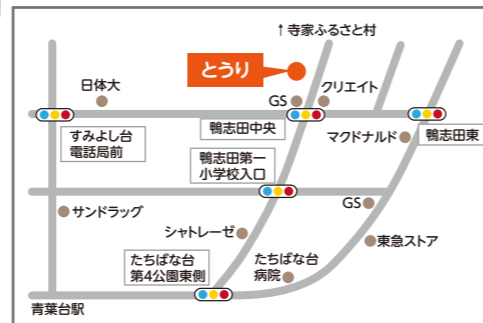 ↑寺家ふるさと村
とうり
日体大
クリエイト
GS
すみよし台
電話局前
鴨志田中央
マクドナルド
鴨志田東
鴨志田第一
小学校入口
サンドラッグ
GS
シャトレーゼ
東急ストア
たちばな台
第4公園東側
たちばな台
病院
青葉台駅